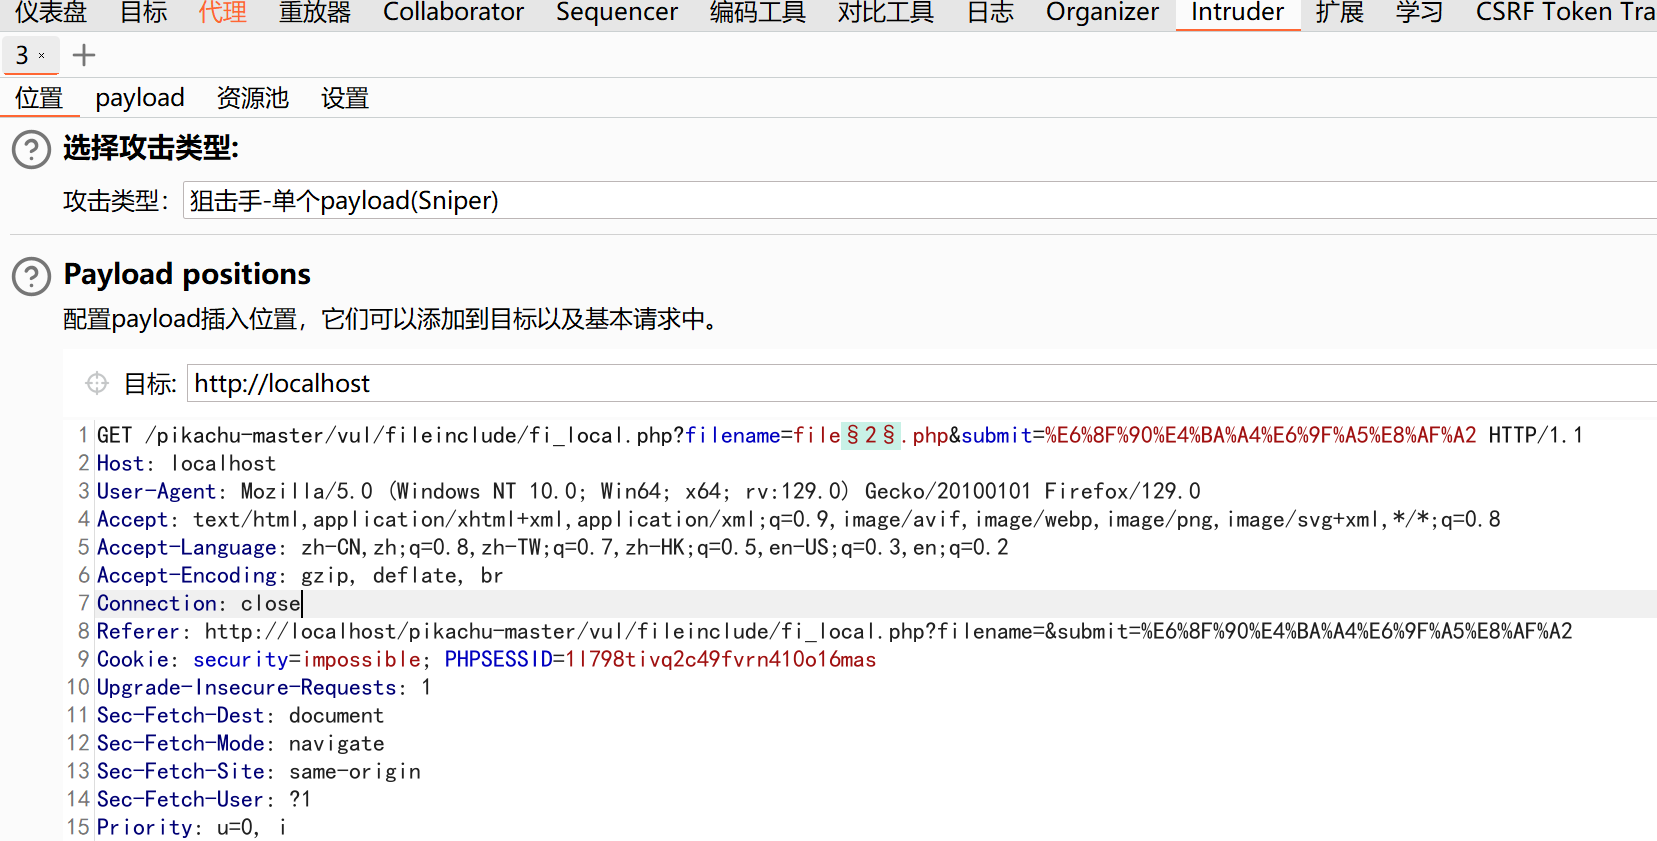 仪表盘 目标 代理 重放器 Collaborator Sequencer 编码工具 对比工具 日志 Organizer Intruder 扩展 学习 CSRF Token Tra
3 × +
位置 payload 资源池 设置
? 选择攻击类型:
攻击类型： 狙击手-单个payload(Sniper)
? Payload positions
配置payload插入位置，它们可以添加到目标以及基本请求中。
目标: http://localhost
1 GET /pikachu-master/vul/fileinclude/fi_local.php?filename=file§2§.php&submit=%E6%8F%90%E4%BA%A4%E6%9F%A5%E8%AF%A2 HTTP/1.1
2 Host: localhost
3 User-Agent: Mozilla/5.0 (Windows NT 10.0; Win64; x64; rv:129.0) Gecko/20100101 Firefox/129.0
4 Accept: text/html,application/xhtml+xml,application/xml;q=0.9,image/avif,image/webp,image/png,image/svg+xml,*/*;q=0.8
5 Accept-Language: zh-CN,zh;q=0.8,zh-TW;q=0.7,zh-HK;q=0.5,en-US;q=0.3,en;q=0.2
6 Accept-Encoding: gzip, deflate, br
7 Connection: close
8 Referer: http://localhost/pikachu-master/vul/fileinclude/fi_local.php?filename=&submit=%E6%8F%90%E4%BA%A4%E6%9F%A5%E8%AF%A2
9 Cookie: security=impossible; PHPSESSID=1l798tivq2c49fvrn410o16mas
10 Upgrade-Insecure-Requests: 1
11 Sec-Fetch-Dest: document
12 Sec-Fetch-Mode: navigate
13 Sec-Fetch-Site: same-origin
14 Sec-Fetch-User: ?1
15 Priority: u=0, i